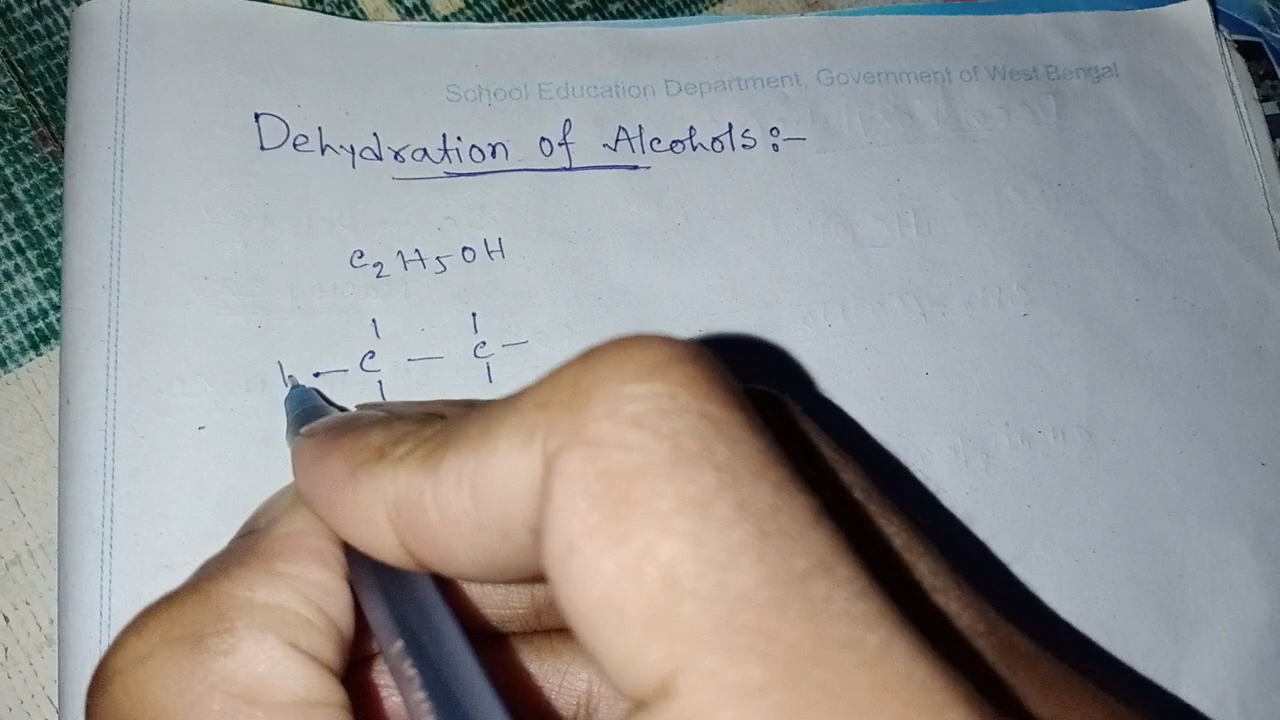 School Education Department, Government of West Bengal
Dehydration of Alcohols :-
C2H5OH
C - C -